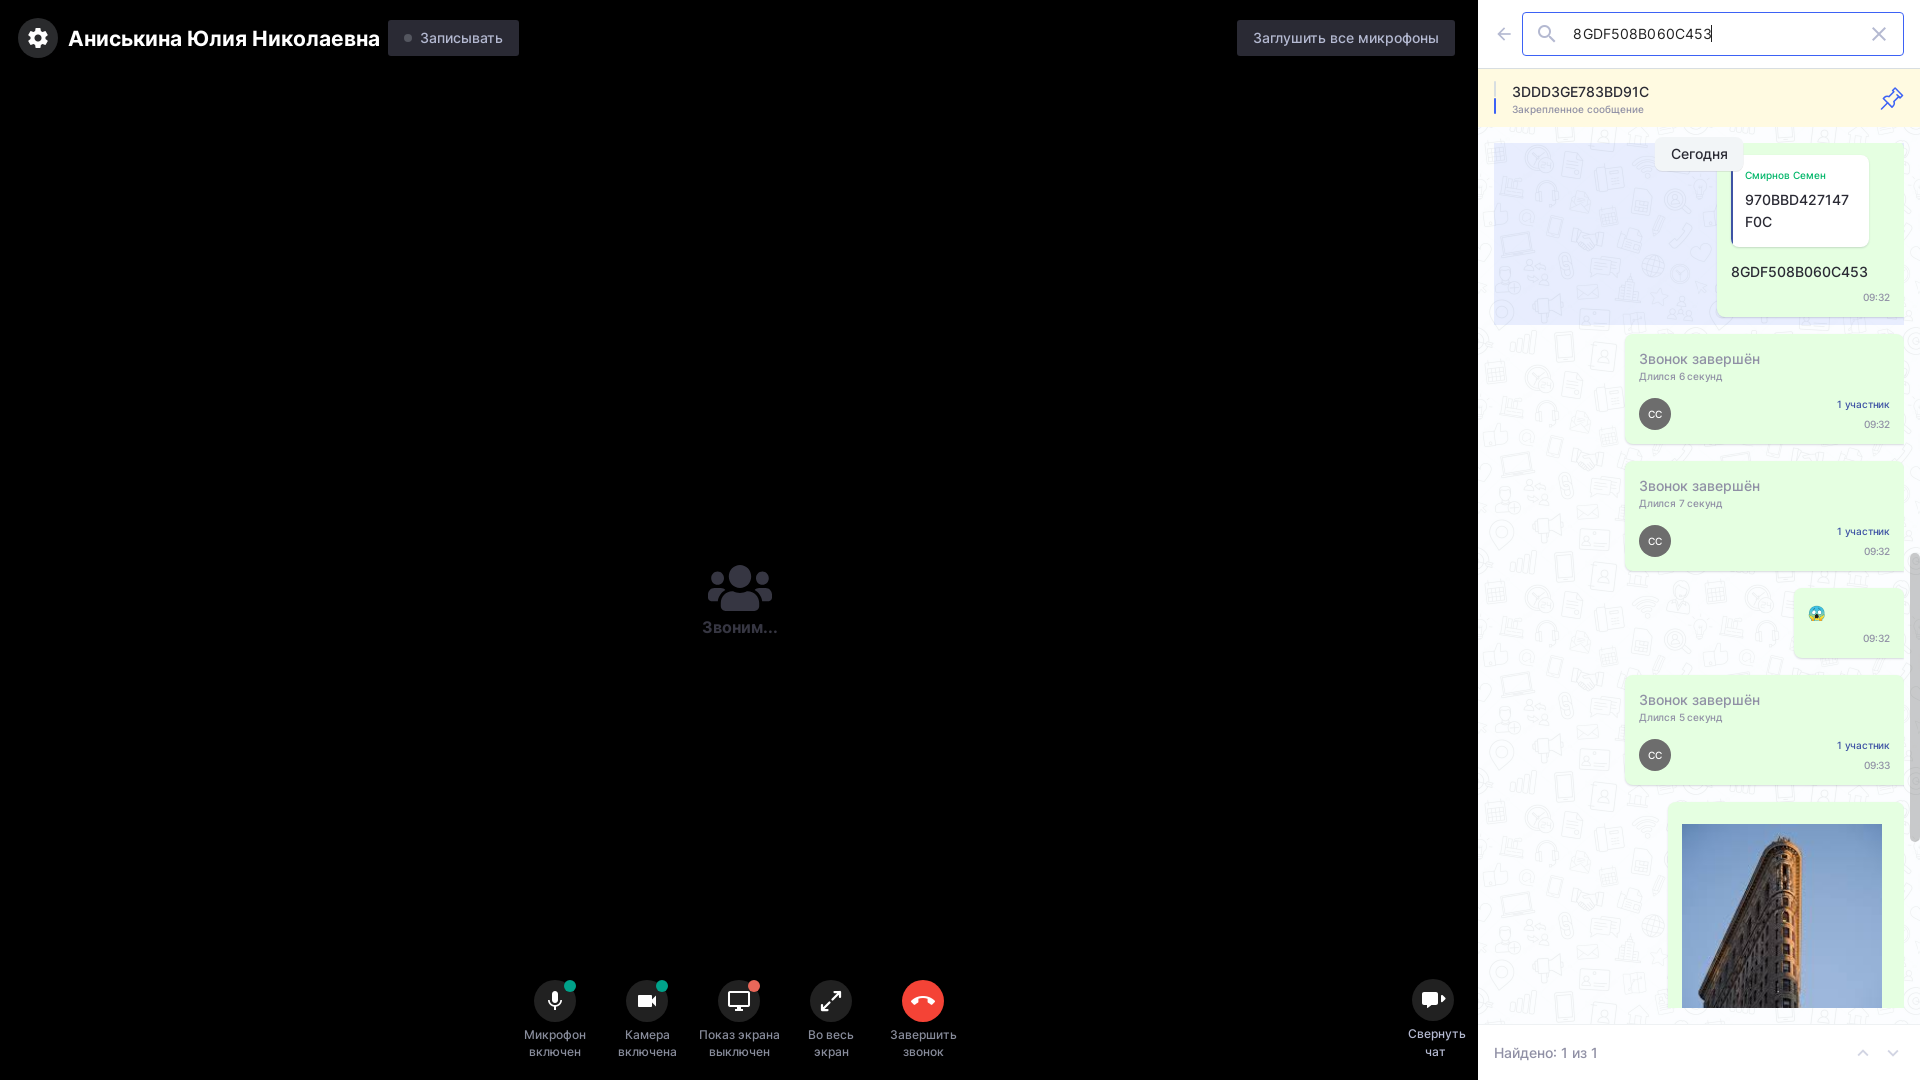 Аниськина Юлия Николаевна
Записывать
Заглушить все микрофоны
8GDF508B060C453
3DDD3GE783BD91C
Закрепленное сообщение
Сегодня
Смирнов Семен
970BBD427147
F0C
8GDF508B060C453
09:32
Звонок завершён
Длился 6 секунд
СС
1 участник
09:32
Звонок завершён
Длился 7 секунд
СС
1 участник
09:32
09:32
Звонок завершён
Длился 5 секунд
СС
1 участник
09:33
Звоним...
Микрофон
включен
Камера
включена
Показ экрана
выключен
Во весь
экран
Завершить
звонок
Свернуть
чат
Найдено: 1 из 1